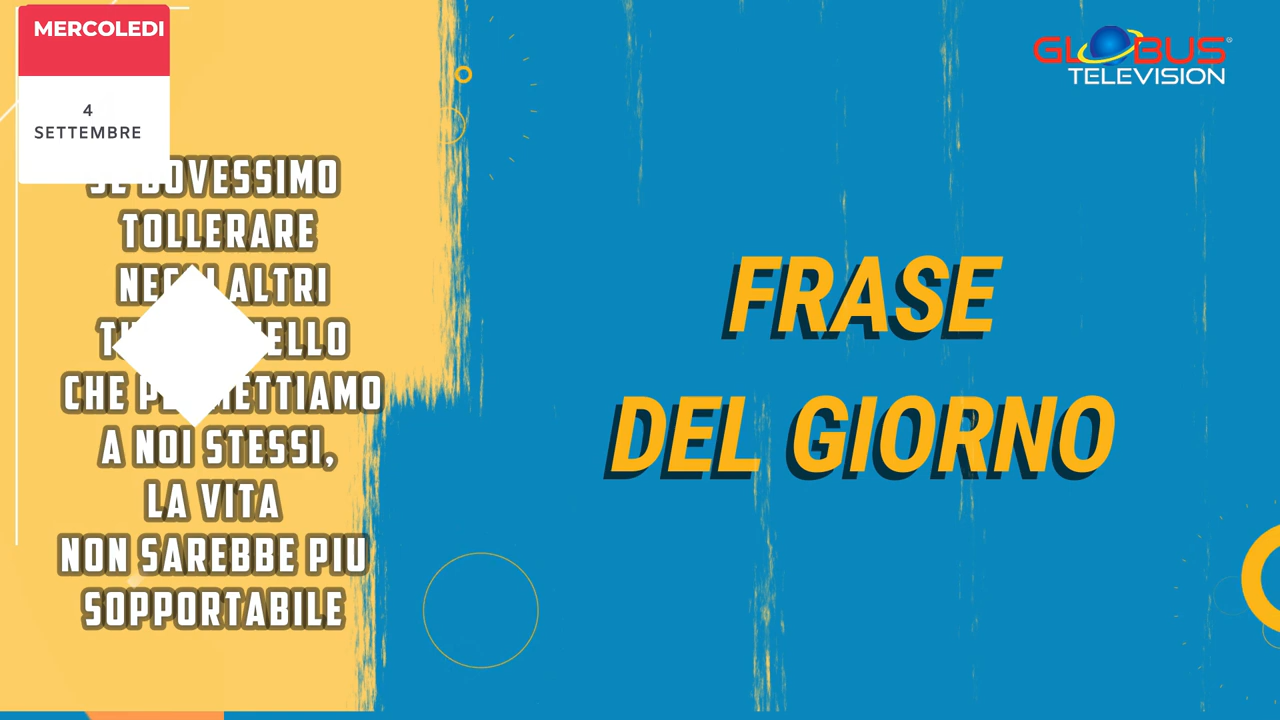 MERCOLEDI
4
SETTEMBRE
GLOBUS®
TELEVISION
DOVESSIMO
TOLLERARE
ALTRI
CHE
A NOI STESSI,
LA VITA
NON SAREBBE PIU
SOPPORTABILE
FRASE
DEL GIORNO